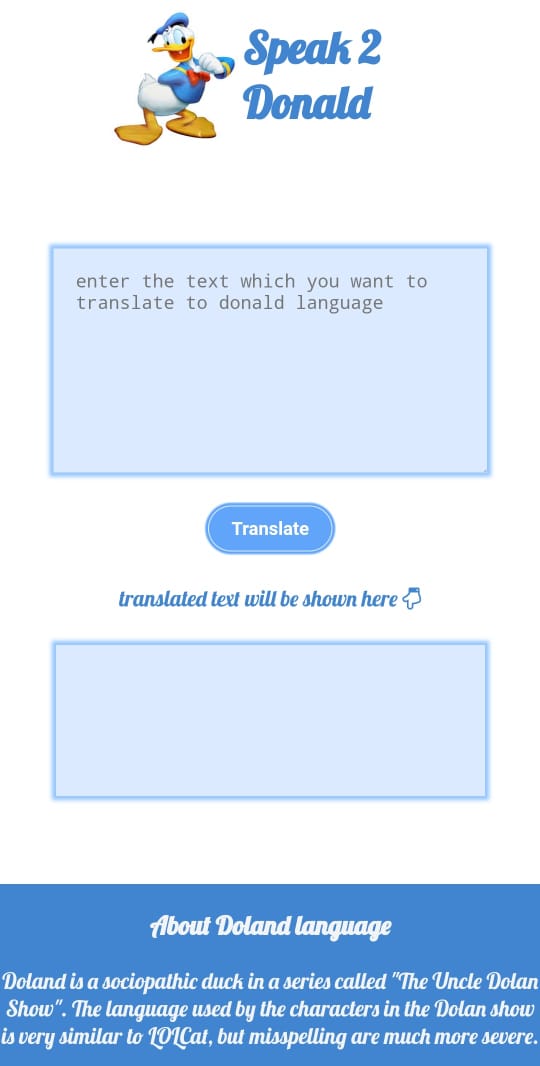 Speak 2
Donald
enter the text which you want to
translate to donald language
Translate
translated text will be shown here 👇
About Doland language
Doland is a sociopathic duck in a series called "The Uncle Dolan
Show". The language used by the characters in the Dolan show
is very similar to LOLCat, but misspelling are much more severe.